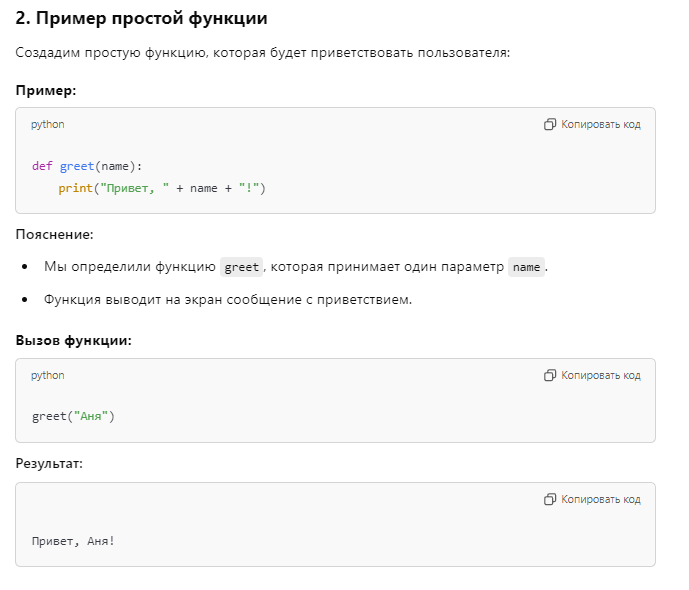 2. Пример простой функции
Создадим простую функцию, которая будет приветствовать пользователя:
Пример:
python
Копировать код
def greet(name):
    print("Привет, " + name + "!")
Пояснение:
• Мы определили функцию greet, которая принимает один параметр name.
• Функция выводит на экран сообщение с приветствием.
Вызов функции:
python
Копировать код
greet("Аня")
Результат:
Копировать код
Привет, Аня!